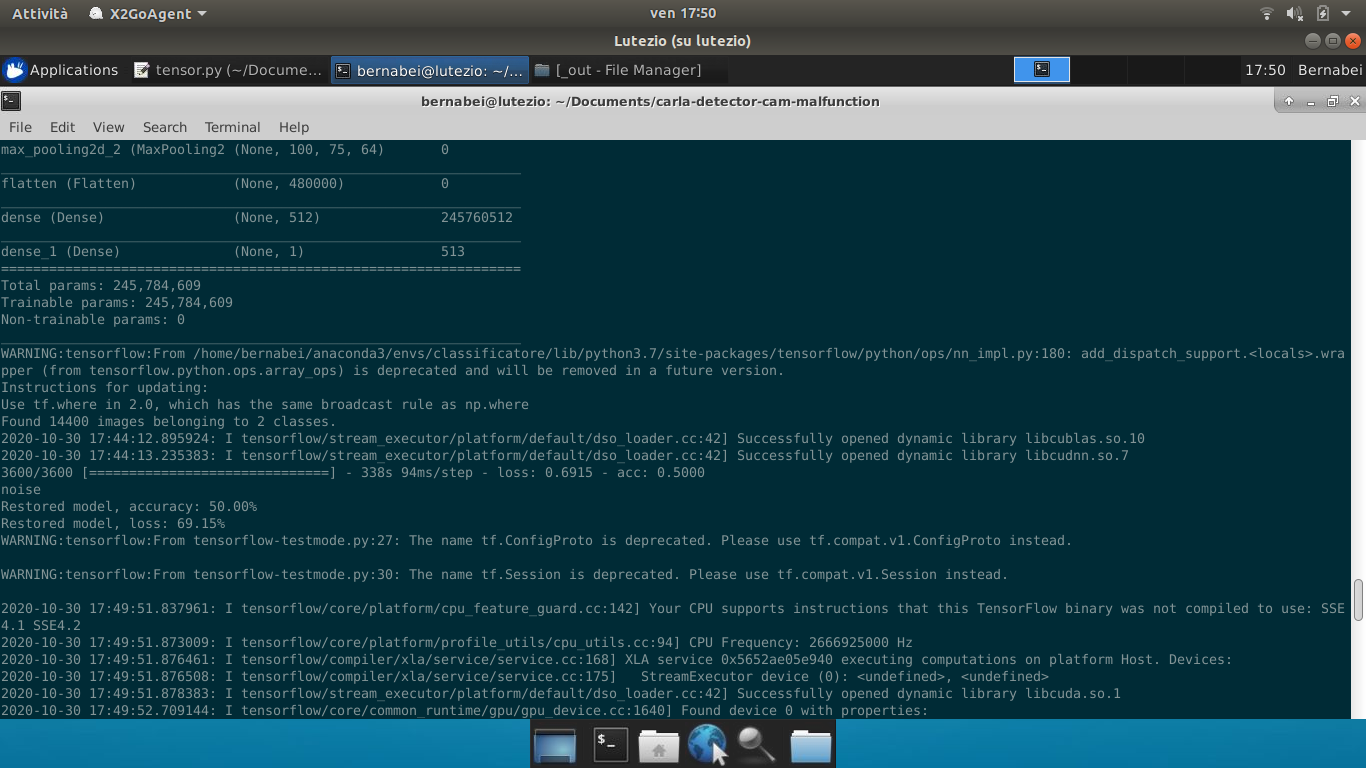 Attività
X2GoAgent
ven 17:50
Lutezio (su lutezio)
Applications
tensor.py (~/Docume...
bernabei@lutezio: ~/...
[_out - File Manager]
17:50
Bernabei
bernabei@lutezio: ~/Documents/carla-detector-cam-malfunction
File Edit View Search Terminal Help
max_pooling2d_2 (MaxPooling2 (None, 100, 75, 64) 0
flatten (Flatten) (None, 480000) 0
dense (Dense) (None, 512) 245760512
dense_1 (Dense) (None, 1) 513
=================================================================
Total params: 245,784,609
Trainable params: 245,784,609
Non-trainable params: 0
WARNING:tensorflow:From /home/bernabei/anaconda3/envs/classificatore/lib/python3.7/site-packages/tensorflow/python/ops/nn_impl.py:180: add_dispatch_support.<locals>.wra
pper (from tensorflow.python.ops.array_ops) is deprecated and will be removed in a future version.
Instructions for updating:
Use tf.where in 2.0, which has the same broadcast rule as np.where
Found 14400 images belonging to 2 classes.
2020-10-30 17:44:12.895924: I tensorflow/stream_executor/platform/default/dso_loader.cc:42] Successfully opened dynamic library libcublas.so.10
2020-10-30 17:44:13.235383: I tensorflow/stream_executor/platform/default/dso_loader.cc:42] Successfully opened dynamic library libcudnn.so.7
3600/3600 [==============================] - 338s 94ms/step - loss: 0.6915 - acc: 0.5000
noise
Restored model, accuracy: 50.00%
Restored model, loss: 69.15%
WARNING:tensorflow:From tensorflow-testmode.py:27: The name tf.ConfigProto is deprecated. Please use tf.compat.v1.ConfigProto instead.
WARNING:tensorflow:From tensorflow-testmode.py:30: The name tf.Session is deprecated. Please use tf.compat.v1.Session instead.
2020-10-30 17:49:51.837961: I tensorflow/core/platform/cpu_feature_guard.cc:142] Your CPU supports instructions that this TensorFlow binary was not compiled to use: SSE
4.1 SSE4.2
2020-10-30 17:49:51.873009: I tensorflow/core/platform/profile_utils/cpu_utils.cc:94] CPU Frequency: 2666925000 Hz
2020-10-30 17:49:51.876461: I tensorflow/compiler/xla/service/service.cc:168] XLA service 0x5652ae05e940 executing computations on platform Host. Devices:
2020-10-30 17:49:51.876508: I tensorflow/compiler/xla/service/service.cc:175]   StreamExecutor device (0): <undefined>, <undefined>
2020-10-30 17:49:51.878383: I tensorflow/stream_executor/platform/default/dso_loader.cc:42] Successfully opened dynamic library libcuda.so.1
2020-10-30 17:49:52.709144: I tensorflow/core/common_runtime/gpu/gpu_device.cc:1640] Found device 0 with properties: